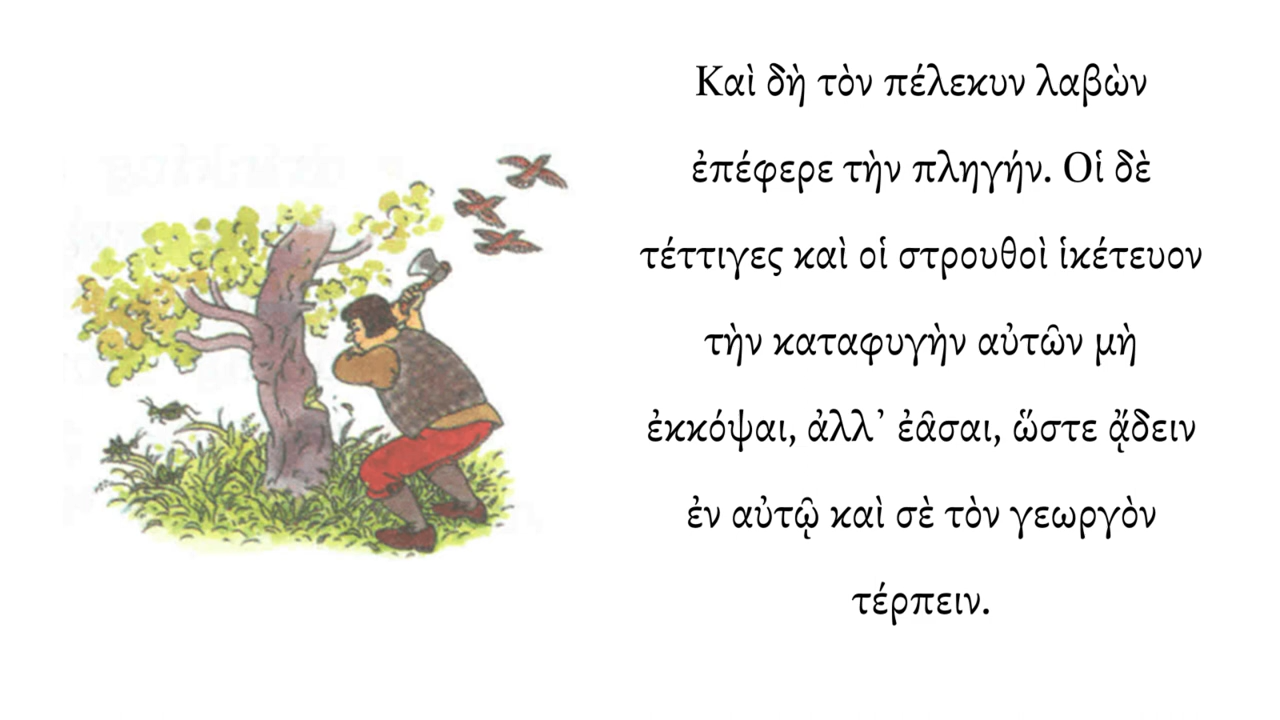 Καὶ δὴ τὸν πέλεκυν λαβὼν
ἐπέφερε τὴν πληγήν. Οἱ δὲ
τέττιγες καὶ οἱ στρουθοὶ ἱκέτευον
τὴν καταφυγὴν αὐτῶν μὴ
ἐκκόψαι, ἀλλ᾽ ἐᾶσαι, ὥστε ᾄδειν
ἐν αὐτῷ καὶ σὲ τὸν γεωργὸν
τέρπειν.